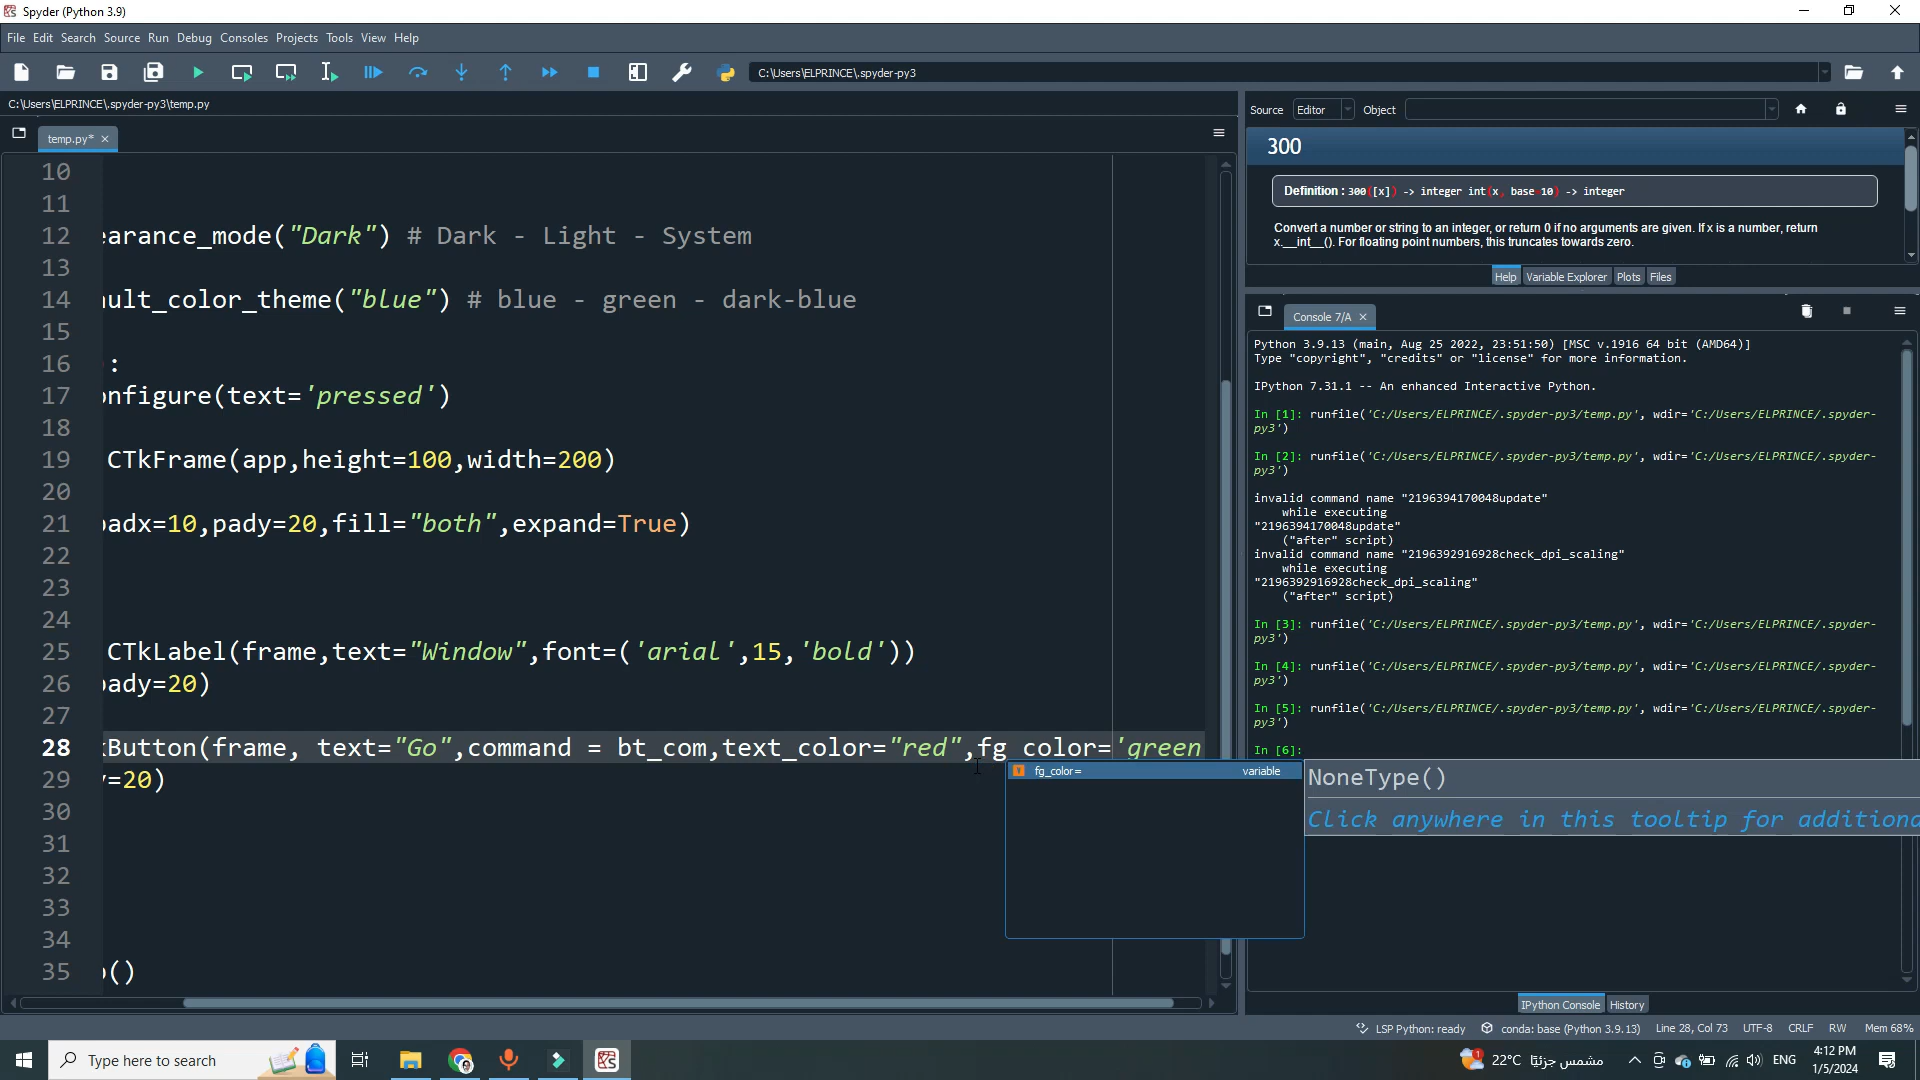 Spyder (Python 3.9)
File Edit Search Source Run Debug Consoles Projects Tools View Help
C:\Users\ELPRINCE\.spyder-py3
C:\Users\ELPRINCE\.spyder-py3\temp.py
temp.py*
10
11
12 earance_mode("Dark") # Dark - Light - System
13
14 ult_color_theme("blue") # blue - green - dark-blue
15
16 ):
17 onfigure(text='pressed')
18
19 CTkFrame(app,height=100,width=200)
20
21 padx=10,pady=20,fill="both",expand=True)
22
23
24
25 CTkLabel(frame,text="Window",font=('arial',15,'bold'))
26 pady=20)
27
28 kButton(frame, text="Go",command = bt_com,text_color="red",fg_color='green
29 y=20)
30
31
32
33
34
35 p()
fg_color= variable
NoneType()
Click anywhere in this tooltip for additiona
Source Editor Object
300
Definition : 300([x]) -> integer int(x, base=10) -> integer
Convert a number or string to an integer, or return 0 if no arguments are given. If x is a number, return
x.__int__(). For floating point numbers, this truncates towards zero.
Help Variable Explorer Plots Files
Console 7/A
Python 3.9.13 (main, Aug 25 2022, 23:51:50) [MSC v.1916 64 bit (AMD64)]
Type "copyright", "credits" or "license" for more information.
IPython 7.31.1 -- An enhanced Interactive Python.
In [1]: runfile('C:/Users/ELPRINCE/.spyder-py3/temp.py', wdir='C:/Users/ELPRINCE/.spyder-
py3')
In [2]: runfile('C:/Users/ELPRINCE/.spyder-py3/temp.py', wdir='C:/Users/ELPRINCE/.spyder-
py3')
invalid command name "2196394170048update"
while executing
"2196394170048update"
("after" script)
invalid command name "2196392916928check_dpi_scaling"
while executing
"2196392916928check_dpi_scaling"
("after" script)
In [3]: runfile('C:/Users/ELPRINCE/.spyder-py3/temp.py', wdir='C:/Users/ELPRINCE/.spyder-
py3')
In [4]: runfile('C:/Users/ELPRINCE/.spyder-py3/temp.py', wdir='C:/Users/ELPRINCE/.spyder-
py3')
In [5]: runfile('C:/Users/ELPRINCE/.spyder-py3/temp.py', wdir='C:/Users/ELPRINCE/.spyder-
py3')
In [6]:
IPython Console History
LSP Python: ready conda: base (Python 3.9.13) Line 28, Col 73 UTF-8 CRLF RW Mem 68%
Type here to search
1
22°C مشمس جزئيًا
ENG
4:12 PM
1/5/2024